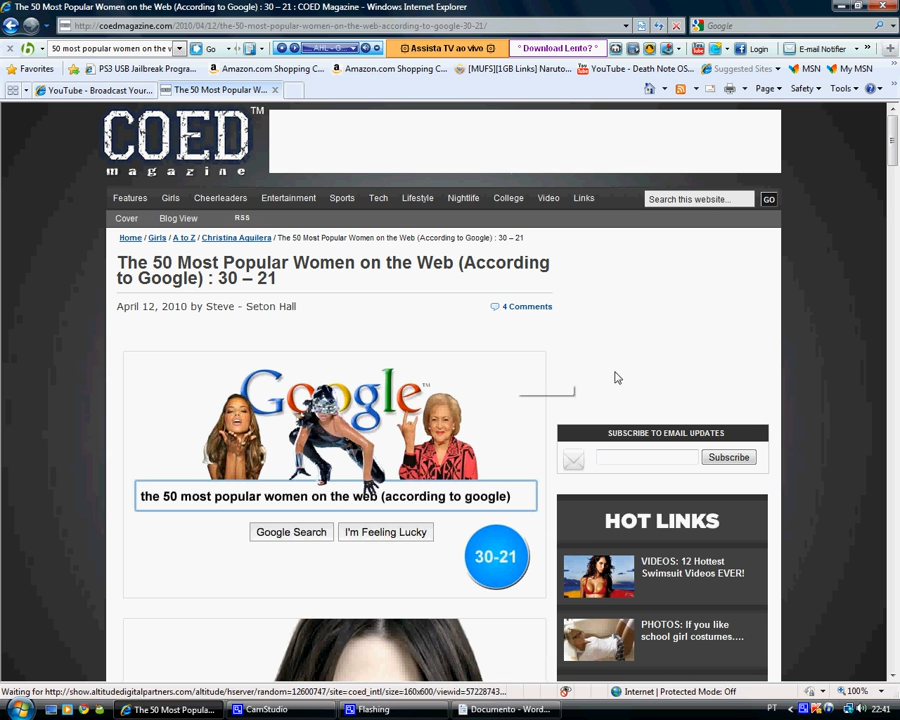 The 50 Most Popular Women on the Web (According to Google) : 30 – 21 : COED Magazine - Windows Internet Explorer
http://coedmagazine.com/2010/04/12/the-50-most-popular-women-on-the-web-according-to-google-30-21/
Google
50 most popular women on the w
Go
AHL - G...
Assista TV ao vivo
"Download Lento?"
Login
E-mail Notifier
Favorites
PS3 USB Jailbreak Progra...
Amazon.com Shopping C...
Amazon.com Shopping C...
[MUFS][1GB Links] Naruto...
YouTube - Death Note OS...
Suggested Sites
MSN
My MSN
YouTube - Broadcast Your...
The 50 Most Popular W...
Page
Safety
Tools
COED TM
magazine
Features
Girls
Cheerleaders
Entertainment
Sports
Tech
Lifestyle
Nightlife
College
Video
Links
Search this website...
GO
Cover
Blog View
RSS
Home / Girls / A to Z / Christina Aguilera / The 50 Most Popular Women on the Web (According to Google) : 30 – 21
The 50 Most Popular Women on the Web (According
to Google) : 30 – 21
April 12, 2010 by Steve - Seton Hall
4 Comments
Google TM
the 50 most popular women on the web (according to google)
Google Search
I'm Feeling Lucky
30-21
SUBSCRIBE TO EMAIL UPDATES
Subscribe
HOT LINKS
VIDEOS: 12 Hottest
Swimsuit Videos EVER!
PHOTOS: If you like
school girl costumes....
Waiting for http://show.altitudedigitalpartners.com/altitude/hserver/random=12600747/site=coed_intl/size=160x600/viewid=57228743...
Internet | Protected Mode: Off
100%
The 50 Most Popula...
CamStudio
Flashing
Documento - Word...
PT
22:41